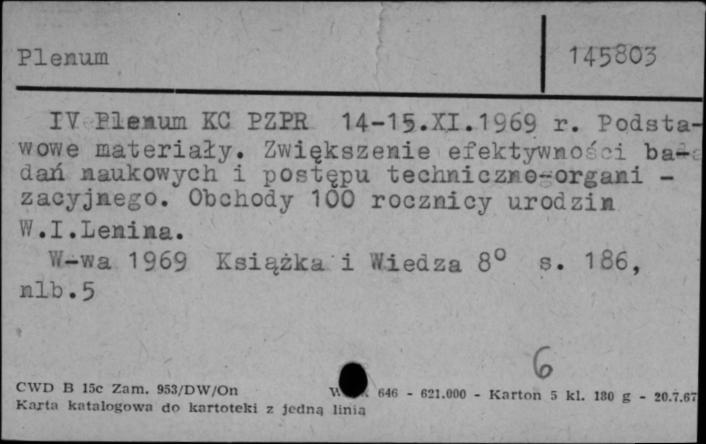 Plenum
145803
IV Plenum KC PZPR 14-15.XI.1969 r. Podsta-
wowe materiały. Zwiększenie efektywności ba-
dań naukowych i postępu techniczno-organi -
zacyjnego. Obchody 100 rocznicy urodzin
W.I.Lenina.
W-wa 1969 Książka i Wiedza 8° s. 186,
nlb.5
6
CWD B 15c Zam. 953/DW/On 646 - 621.000 - Karton 5 kl. 180 g - 20.7.67
Karta katalogowa do kartoteki z jedną linią